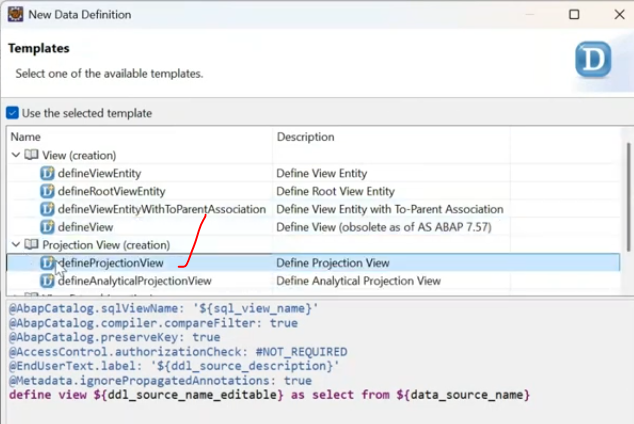 New Data Definition
Templates
Select one of the available templates.
Use the selected template
Name Description
View (creation)
defineViewEntity Define View Entity
defineRootViewEntity Define Root View Entity
defineViewEntityWithToParentAssociation Define View Entity with To-Parent Association
defineView Define View (obsolete as of AS ABAP 7.57)
Projection View (creation)
defineProjectionView Define Projection View
defineAnalyticalProjectionView Define Analytical Projection View
@AbapCatalog.sqlViewName: '${sql_view_name}'
@AbapCatalog.compiler.compareFilter: true
@AbapCatalog.preserveKey: true
@AccessControl.authorizationCheck: #NOT_REQUIRED
@EndUserText.label: '${ddl_source_description}'
@Metadata.ignorePropagatedAnnotations: true
define view ${ddl_source_name_editable} as select from ${data_source_name}